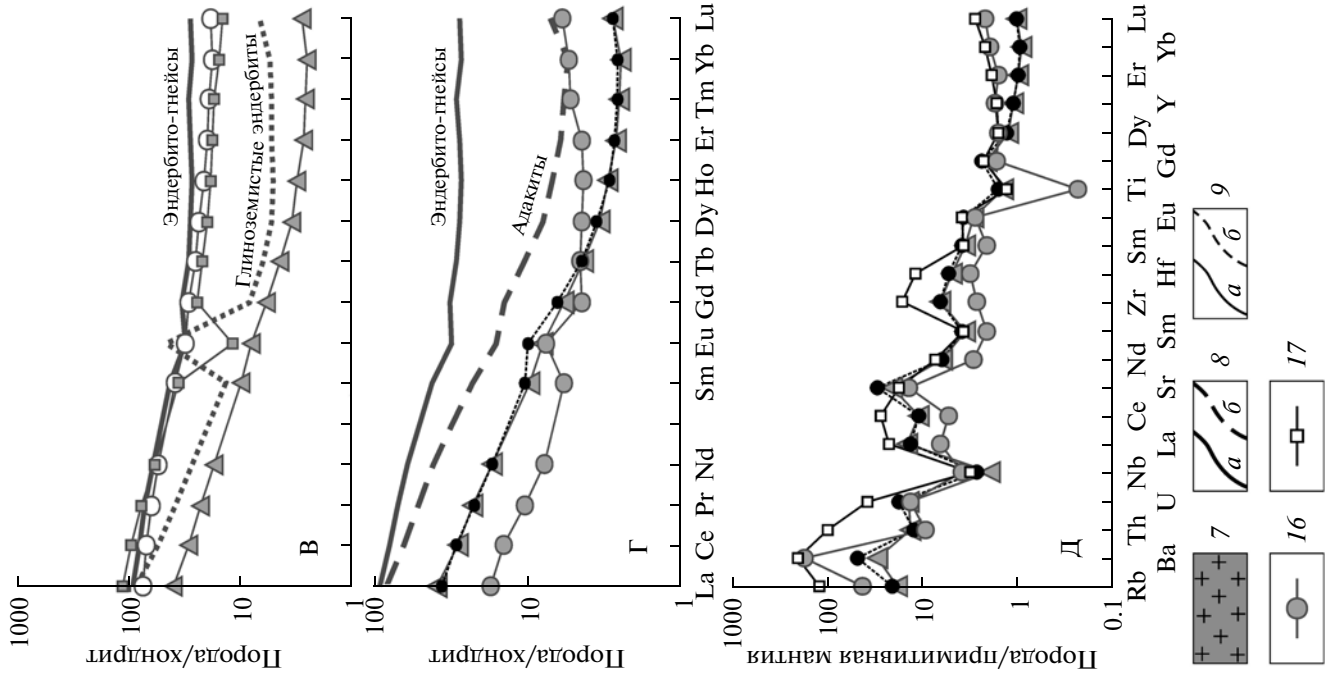 Порода/хондрит
1000
100
10
1
Эндербито-гнейсы
Глиноземистые эндербиты
В
Порода/хондрит
100
10
1
Эндербито-гнейсы
Адакиты
Г
La Ce Pr Nd Sm Eu Gd Tb Dy Ho Er Tm Yb Lu
Порода/примитивная мантия
1000
100
10
1
0.1
Д
Rb Th Nb Ce Nd Zr Sm Ti Dy Er Lu
Ba U La Sr Sm Hf Eu Gd Y Yb
7
а б 8
а б 9
16
17